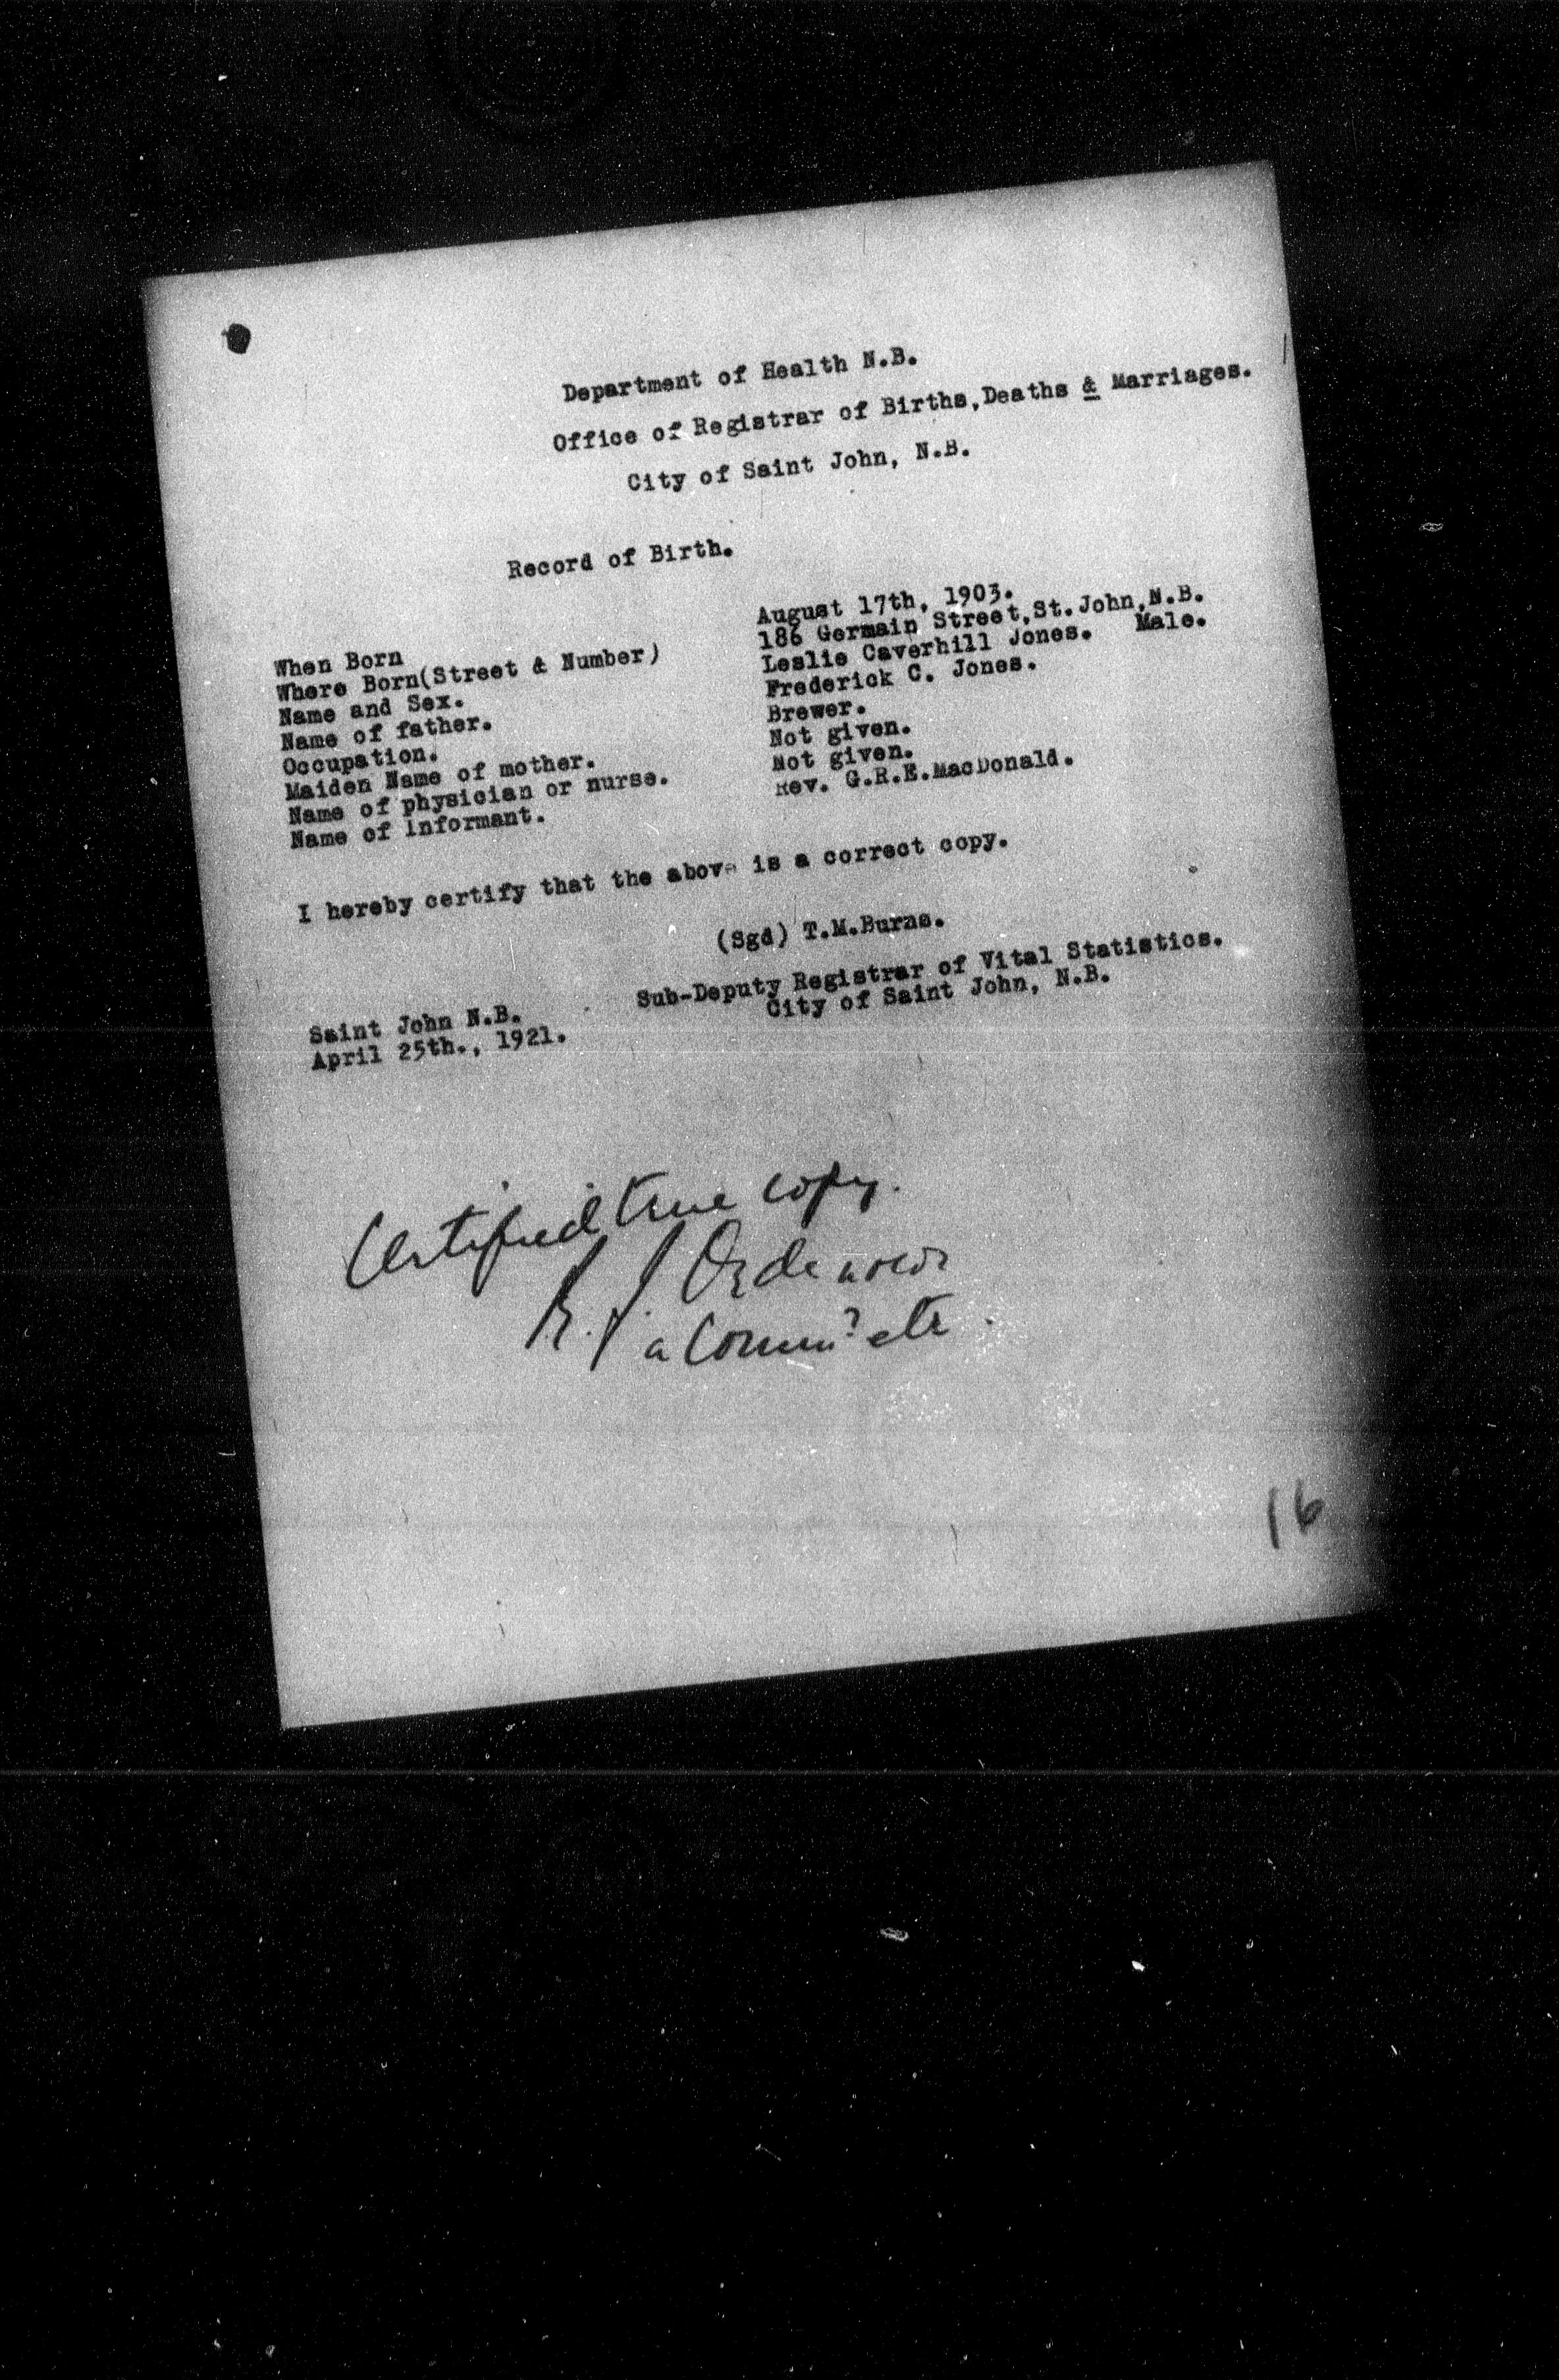 Department of Health N.B.
Office of Registrar of Births,Deaths & Marriages.
City of Saint John, N.B.
Record of Birth.
When Born August 17th, 1903.
Where Born(Street & Number) 186 Germain Street,St.John,N.B.
Name and Sex. Leslie Caverhill Jones. Male.
Name of father. Frederick C. Jones.
Occupation. Brewer.
Maiden Name of mother. Not given.
Name of physician or nurse. Not given.
Name of Informant. Rev. G.R.E.MacDonald.
I hereby certify that the above is a correct copy.
(Sgd) T.M.Burns.
Sub-Deputy Registrar of Vital Statistics.
City of Saint John, N.B.
Saint John N.B.
April 25th., 1921.
Certified true copy.
a Comm etc
16